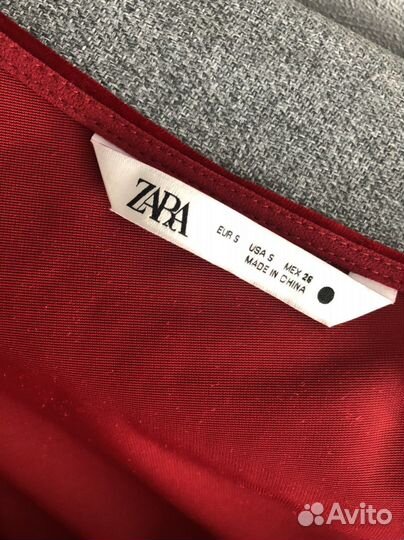 ZARA
EUR S USA S MEX 26
MADE IN CHINA
Avito